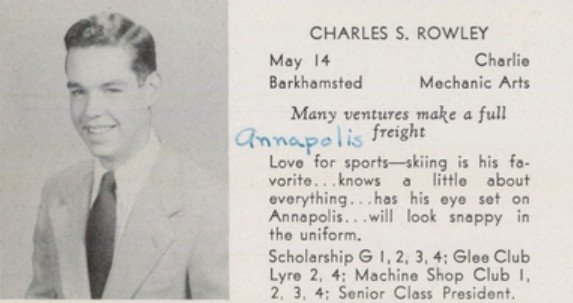 CHARLES S. ROWLEY
May 14 Charlie
Barkhamsted Mechanic Arts
Many ventures make a full
freight
Annapolis
Love for sports—skiing is his fa-
vorite...knows a little about
everything...has his eye set on
Annapolis...will look snappy in
the uniform.
Scholarship G 1, 2, 3, 4; Glee Club
Lyre 2, 4; Machine Shop Club 1,
2, 3, 4; Senior Class President.